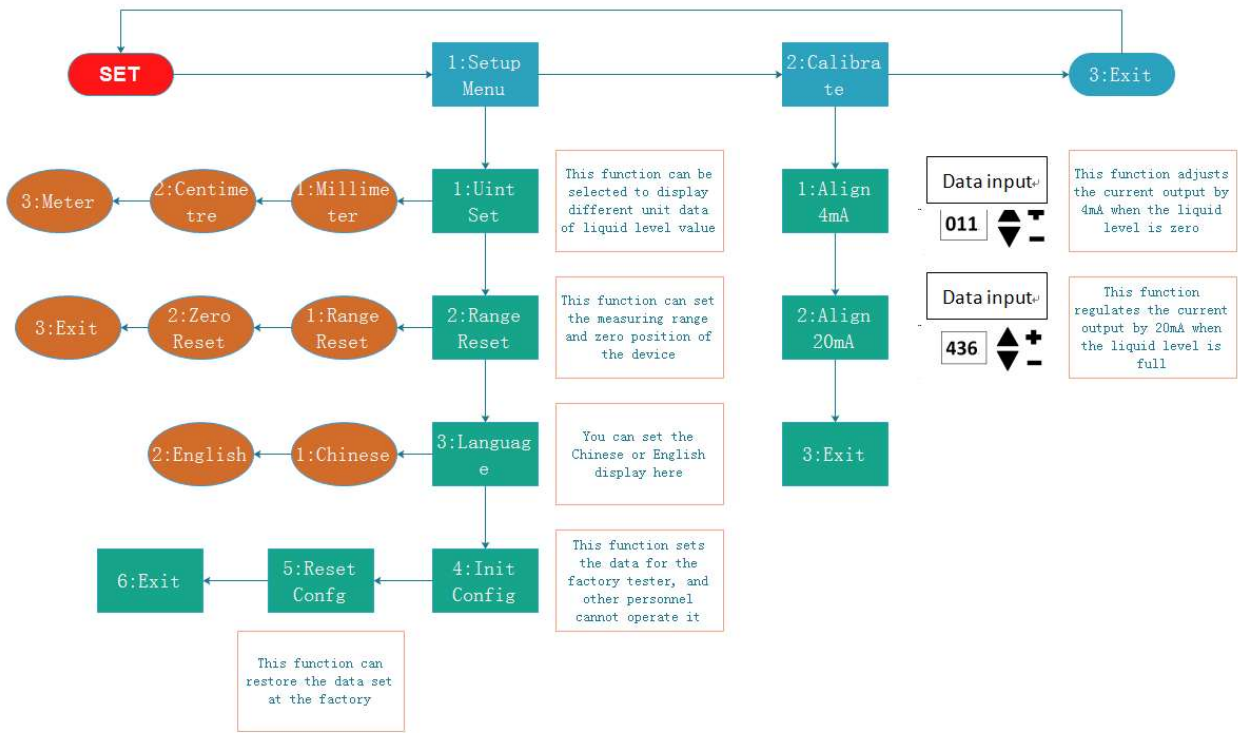 SET
1:Setup
Menu
2:Calibra
te
3:Exit
3:Meter
2:Centime
tre
1:Millime
ter
1:Uint
Set
This function can be
selected to display
different unit data
of liquid level value
1:Align
4mA
Data input
011
+
-
This function adjusts
the current output by
4mA when the liquid
level is zero
3:Exit
2:Zero
Reset
1:Range
Reset
2:Range
Reset
This function can set
the measuring range
and zero position of
the device
2:Align
20mA
Data input
436
+
-
This function
regulates the current
output by 20mA when
the liquid level is
full
2:English
1:Chinese
3:Languag
e
You can set the
Chinese or English
display here
3:Exit
6:Exit
5:Reset
Confg
4:Init
Config
This function sets
the data for the
factory tester, and
other personnel
cannot operate it
This function can
restore the data set
at the factory